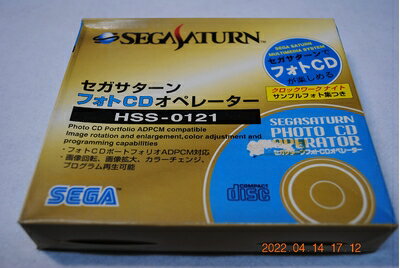 SEGA SATURN
SEGA SATURN
MULTIMEDIA SYSTEM
セガサターンで
フォトCD
が楽しめる
クロックワークナイト
サンプルフォト集つき
セガサターン
フォトCDオペレーター
HSS-0121
Photo CD Portfolio ADPCM compatible
Image rotation and enlargement, color adjustment and
programming capabilities
・フォトCDポートフォリオADPCM対応
・画像回転、画像拡大、カラーチェンジ、
プログラム再生可能
SEGASATURN
PHOTO CD
ERATOR
セガサターンフォトCDオペレーター
SEGA
COMPACT
disc
2022.04.14 17.12